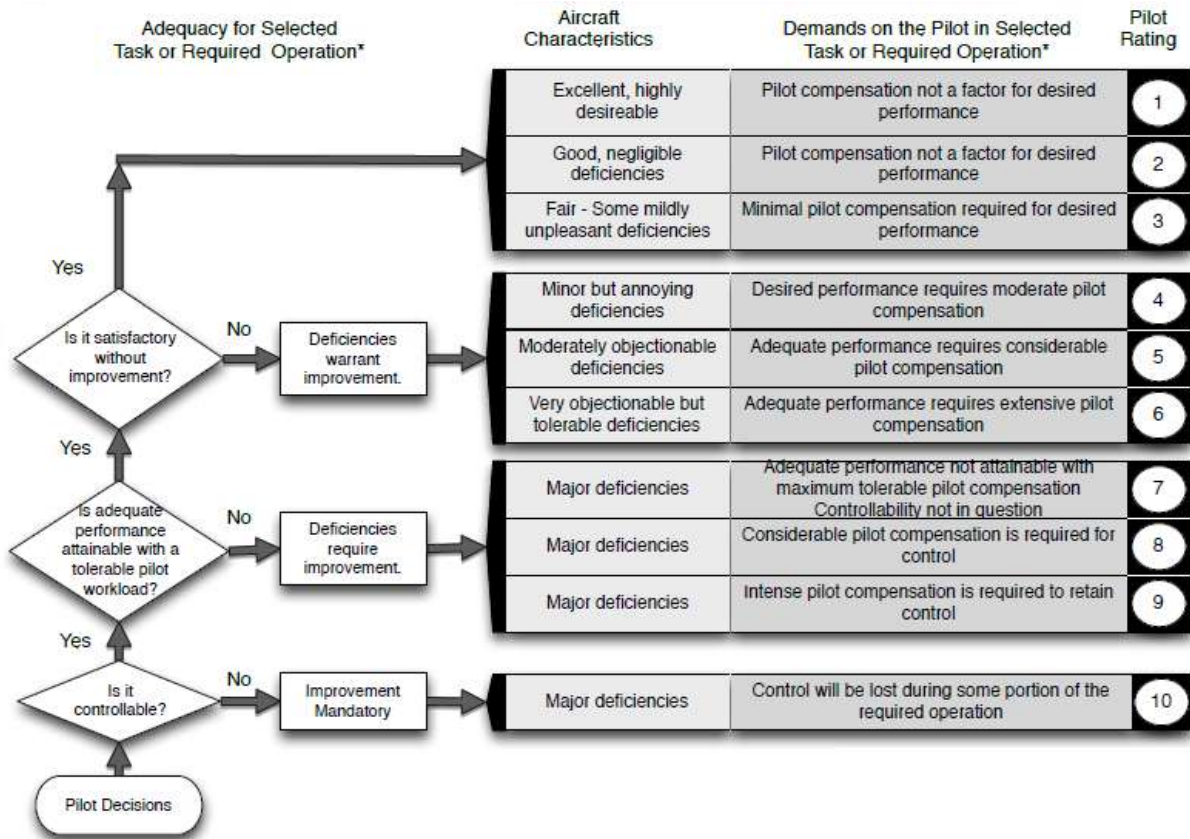 Adequacy for Selected
Task or Required Operation*
Aircraft
Characteristics
Demands on the Pilot in Selected
Task or Required Operation*
Pilot
Rating
Excellent, highly
desireable
Pilot compensation not a factor for desired
performance
1
Good, negligible
deficiencies
Pilot compensation not a factor for desired
performance
2
Fair - Some mildly
unpleasant deficiencies
Minimal pilot compensation required for desired
performance
3
Yes
Is it satisfactory
without
improvement?
No
Deficiencies
warrant
improvement.
Minor but annoying
deficiencies
Desired performance requires moderate pilot
compensation
4
Moderately objectionable
deficiencies
Adequate performance requires considerable
pilot compensation
5
Very objectionable but
tolerable deficiencies
Adequate performance requires extensive pilot
compensation
6
Yes
Is adequate
performance
attainable with a
tolerable pilot
workload?
No
Deficiencies
require
improvement.
Major deficiencies
Adequate performance not attainable with
maximum tolerable pilot compensation
Controllability not in question
7
Major deficiencies
Considerable pilot compensation is required for
control
8
Major deficiencies
Intense pilot compensation is required to retain
control
9
Yes
Is it
controllable?
No
Improvement
Mandatory
Major deficiencies
Control will be lost during some portion of the
required operation
10
Pilot Decisions